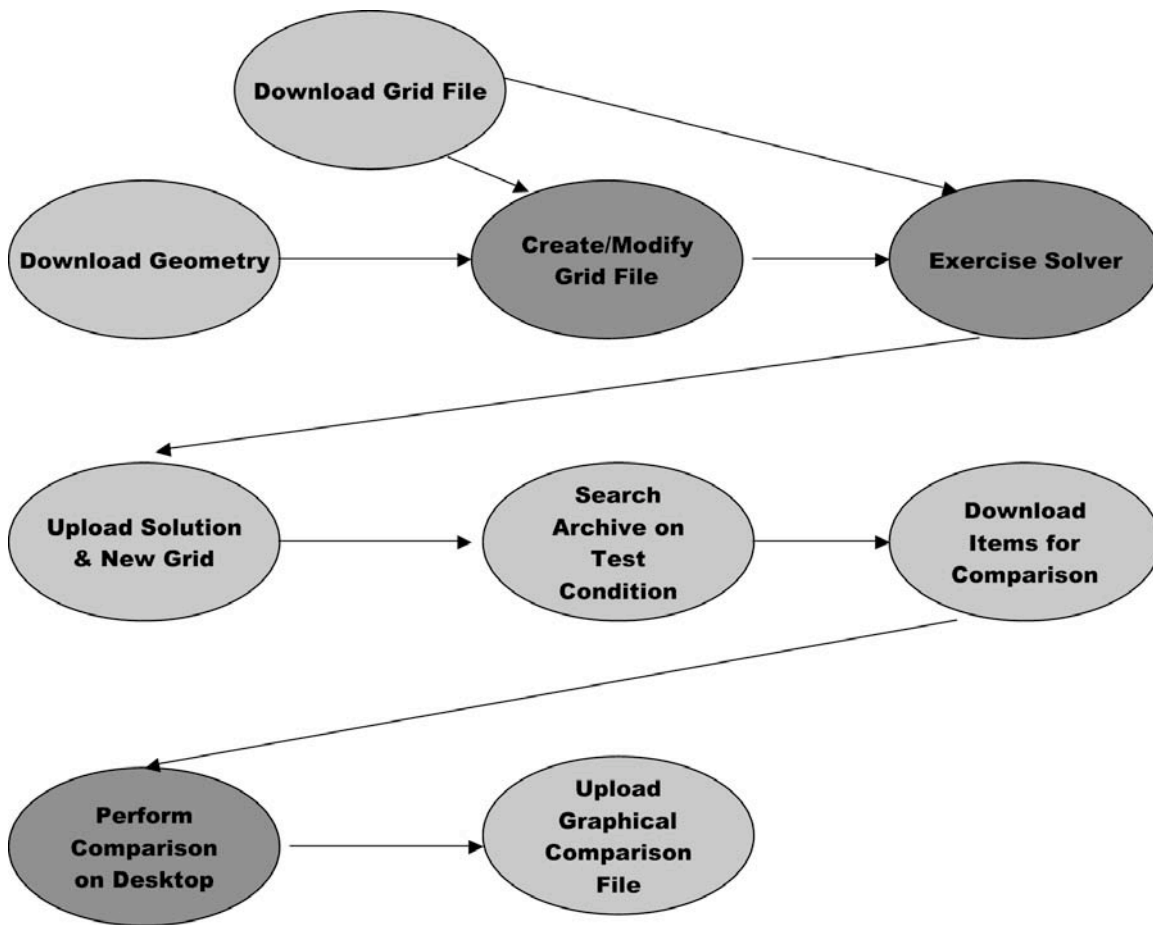 Download Grid File
Download Geometry
Create/Modify
Grid File
Exercise Solver
Upload Solution
& New Grid
Search
Archive on
Test
Condition
Download
Items for
Comparison
Perform
Comparison
on Desktop
Upload
Graphical
Comparison
File